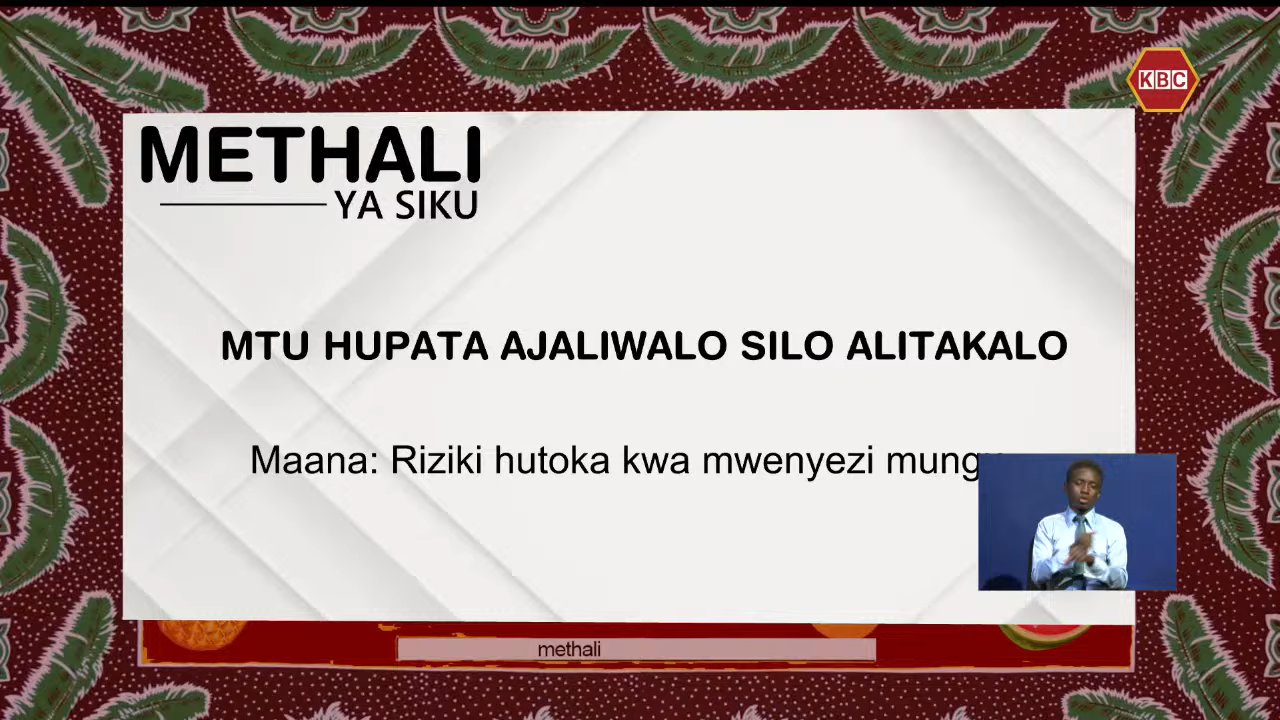 KBC
METHALI
YA SIKU
MTU HUPATA AJALIWALO SILO ALITAKALO
Maana: Riziki hutoka kwa mwenyezi
methali